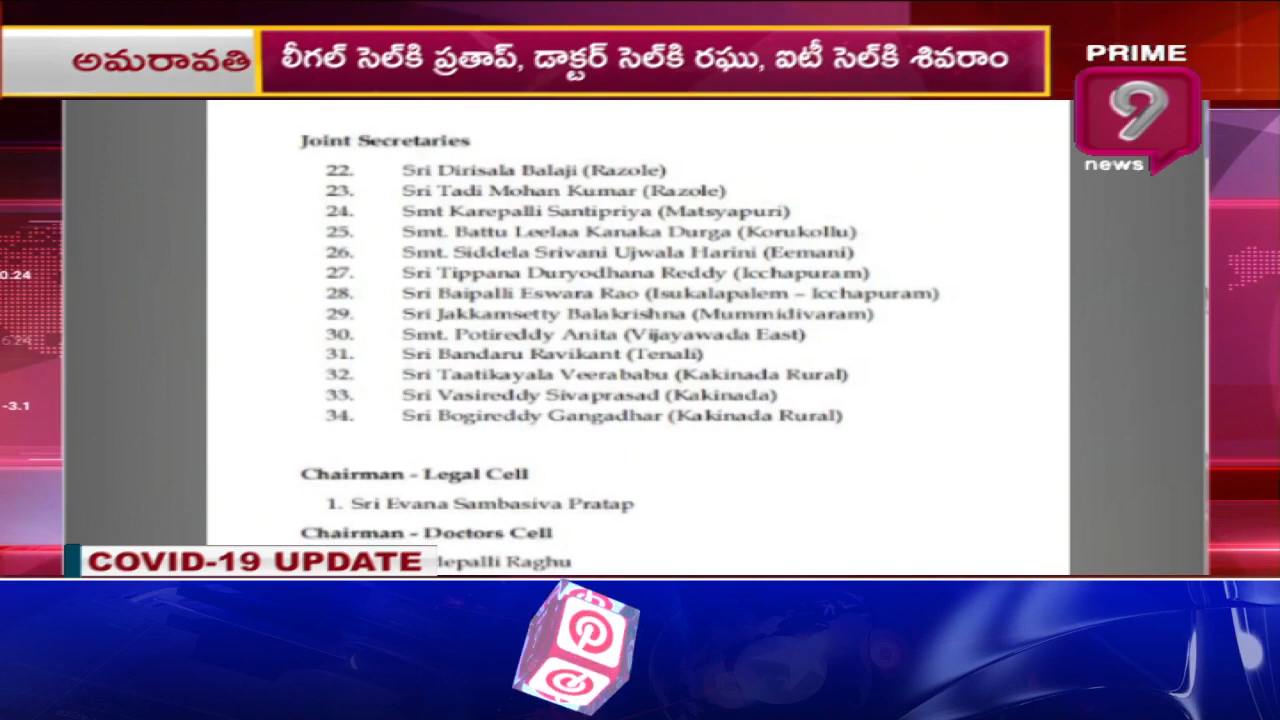 అమరావతి
లీగల్ సెల్‌కి ప్రతాప్, డాక్టర్ సెల్‌కి రఘు, ఐటీ సెల్‌కి శివరాం
PRIME
9
news
Joint Secretaries
22. Sri Dirisala Balaji (Razole)
23. Sri Tadi Mohan Kumar (Razole)
24. Smt Karepalli Santipriya (Matsyapuri)
25. Smt. Battu Leelaa Kanaka Durga (Korukollu)
26. Smt. Siddela Srivani Ujwala Harini (Eemani)
27. Sri Tippana Duryodhana Reddy (Icchapuram)
28. Sri Baipalli Eswara Rao (Isukalapalem – Icchapuram)
29. Sri Jakkamsetty Balakrishna (Mummidivaram)
30. Smt. Potireddy Anita (Vijayawada East)
31. Sri Bandaru Ravikant (Tenali)
32. Sri Taatikayala Veerababu (Kakinada Rural)
33. Sri Vasireddy Sivaprasad (Kakinada)
34. Sri Bogireddy Gangadhar (Kakinada Rural)
Chairman - Legal Cell
1. Sri Evana Sambasiva Pratap
Chairman - Doctors Cell
Raghu
COVID-19 UPDATE
0.24
-3.1